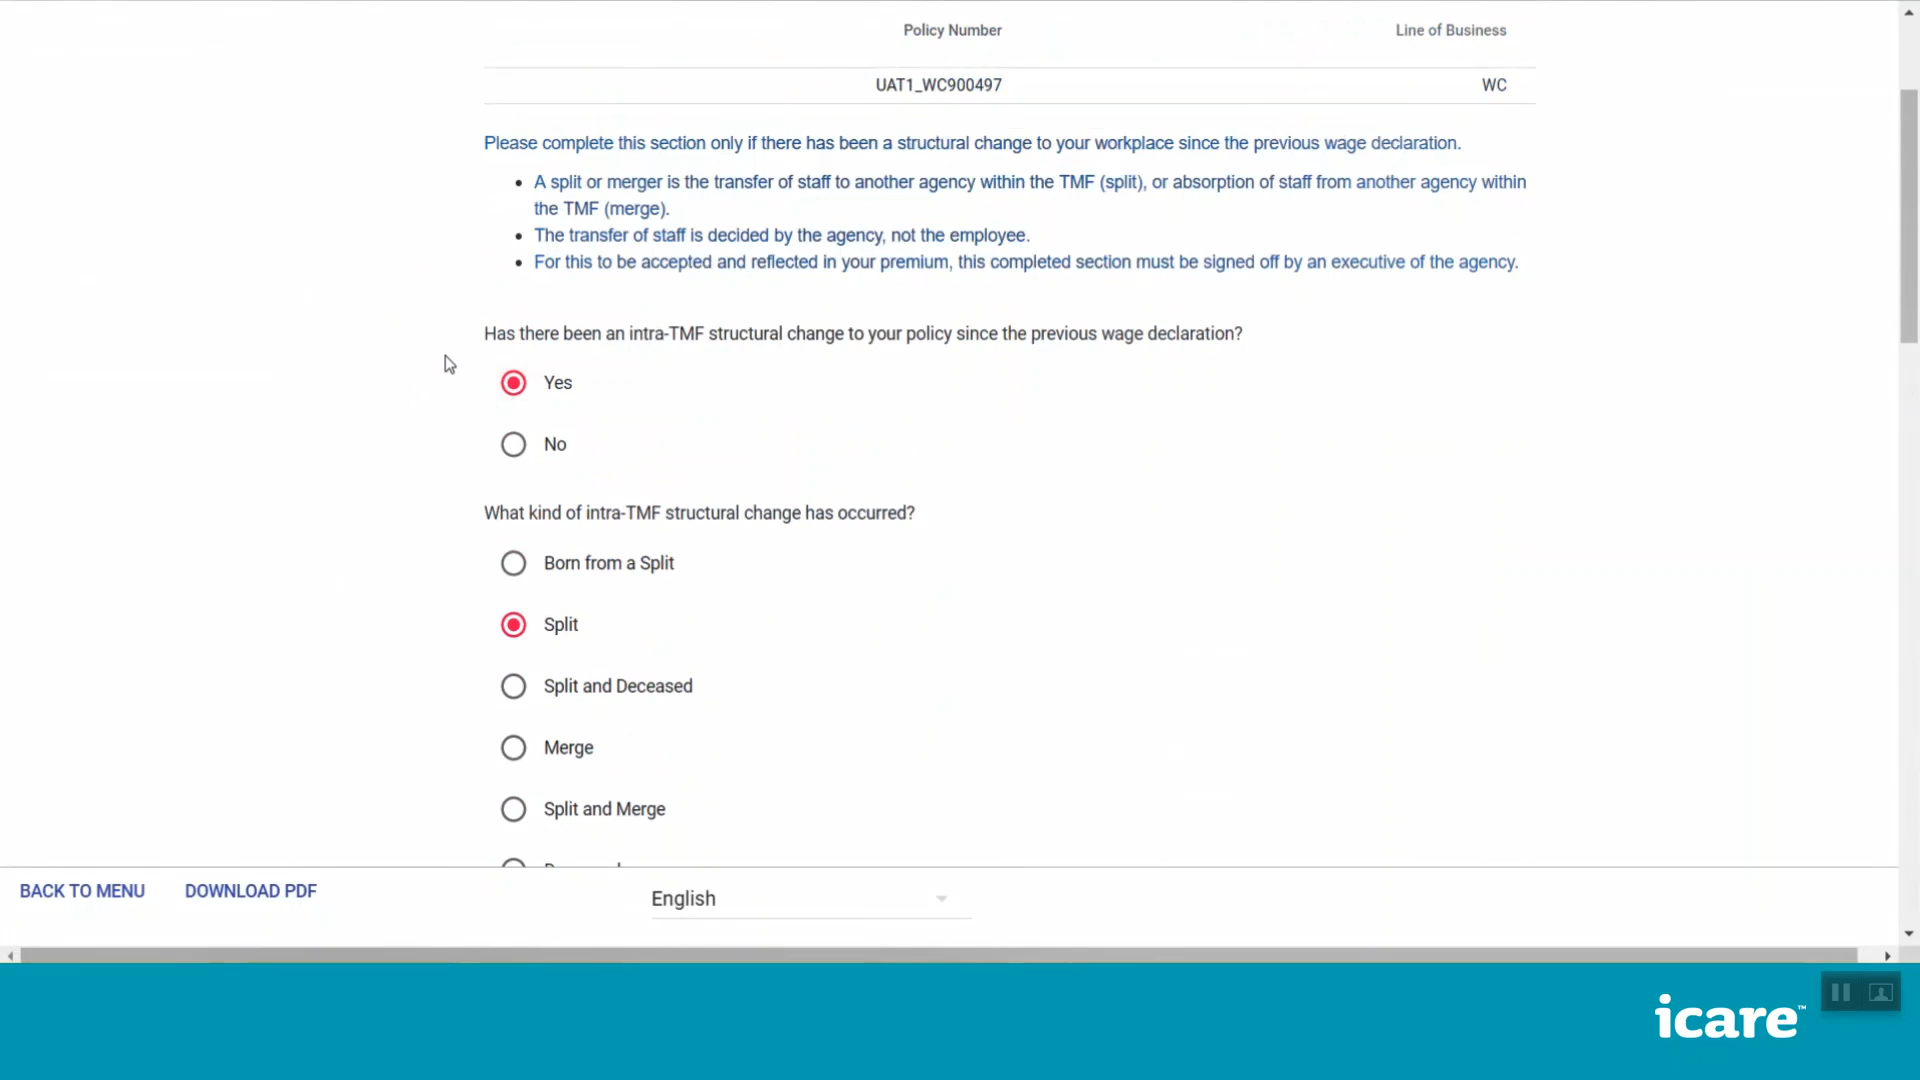 Policy Number
Line of Business
UAT1_WC900497
WC
Please complete this section only if there has been a structural change to your workplace since the previous wage declaration.
A split or merger is the transfer of staff to another agency within the TMF (split), or absorption of staff from another agency within
the TMF (merge).
The transfer of staff is decided by the agency, not the employee.
For this to be accepted and reflected in your premium, this completed section must be signed off by an executive of the agency.
Has there been an intra-TMF structural change to your policy since the previous wage declaration?
Yes
No
What kind of intra-TMF structural change has occurred?
Born from a Split
Split
Split and Deceased
Merge
Split and Merge
BACK TO MENU
DOWNLOAD PDF
English
icare™